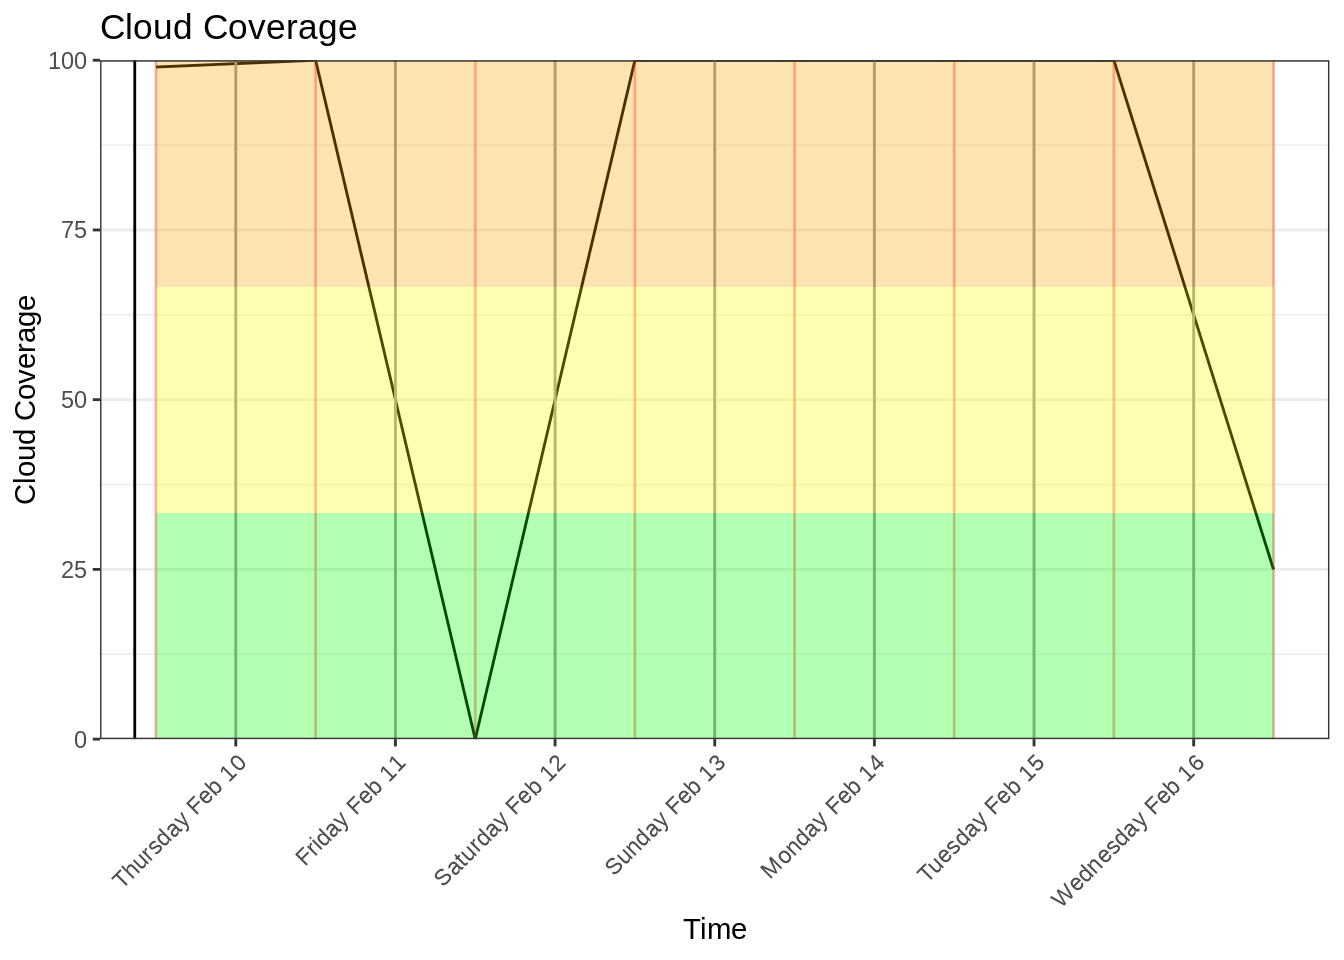 Cloud Coverage
Cloud Coverage
100
75
50
25
0
Thursday Feb 10
Friday Feb 11
Saturday Feb 12
Sunday Feb 13
Monday Feb 14
Tuesday Feb 15
Wednesday Feb 16
Time